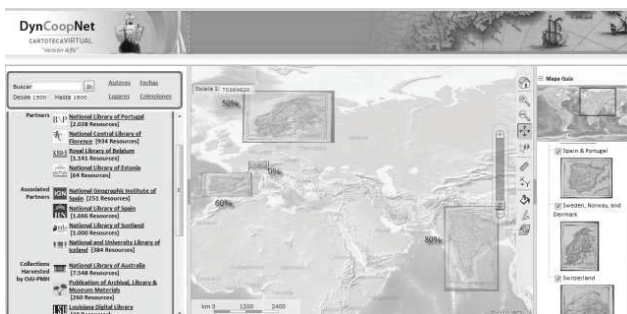 DynCoopNet
CARTOTECAVIRTUAL
"Versión Alfa"
Buscar
Ir
Autores
Fechas
Desde 1500 Hasta 1800
Lugares
Colecciones
Partners
National Library of Portugal
[2.028 Resources]
National Central Library of
Florence [934 Resources]
Royal Library of Belgium
[1.141 Resources]
National Library of Estonia
[64 Resources]
Associated
Partners
IGN
National Geographic Institute of
Spain [251 Resources]
National Library of Spain
[1.666 Resources]
National Library of Scotland
[1.000 Resources]
National and University Library of
Iceland [384 Resources]
Collections
Harvested
by OAI-PMH
National Library of Australia
[7.548 Resources]
Publication of Archival, Library &
Museum Materials
[260 Resources]
LSU
Louisiana Digital Library
Escala 1: 70369820
50%
60%
80%
km 0 1200 2400
Mapa Guía
Spain & Portugal
Sweden, Norway, and
Denmark
Switzerland